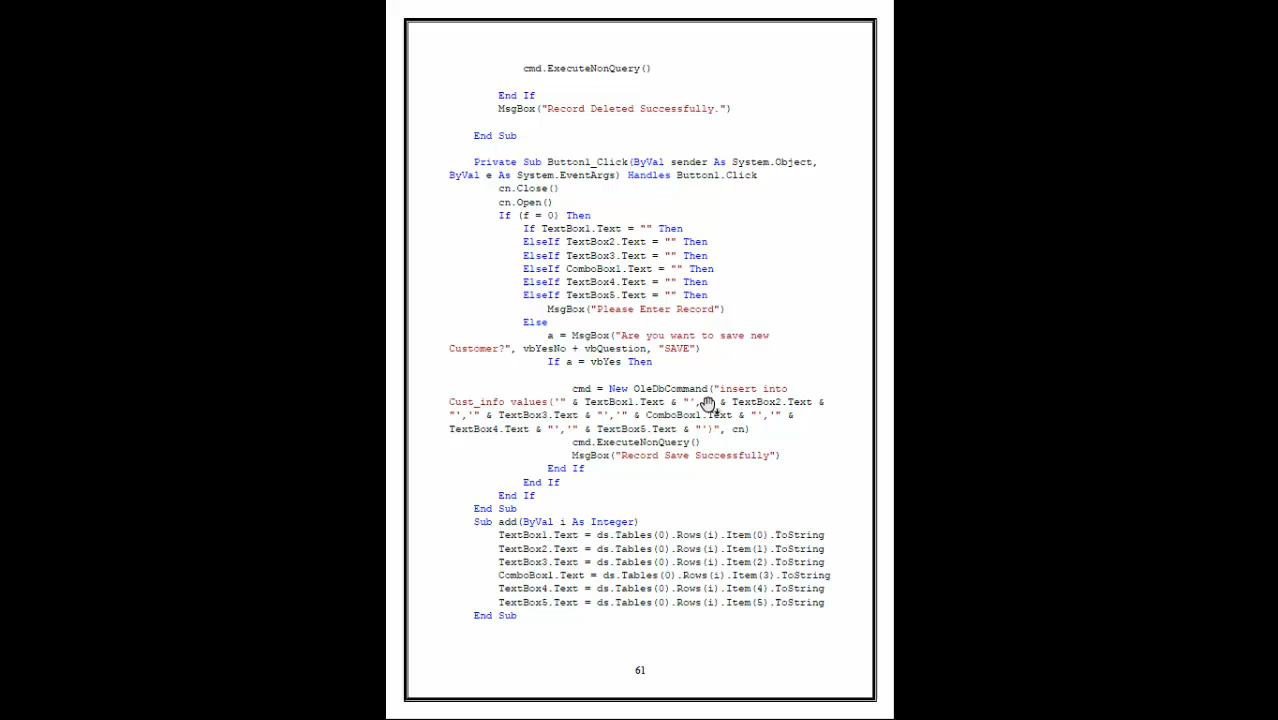 cmd.ExecuteNonQuery()
End If
MsgBox("Record Deleted Successfully.")
End Sub
Private Sub Button1_Click(ByVal sender As System.Object,
ByVal e As System.EventArgs) Handles Button1.Click
cn.Close()
cn.Open()
If (f = 0) Then
If TextBox1.Text = "" Then
ElseIf TextBox2.Text = "" Then
ElseIf TextBox3.Text = "" Then
ElseIf ComboBox1.Text = "" Then
ElseIf TextBox4.Text = "" Then
ElseIf TextBox5.Text = "" Then
MsgBox("Please Enter Record")
Else
a = MsgBox("Are you want to save new
Customer?", vbYesNo + vbQuestion, "SAVE")
If a = vbYes Then
cmd = New OleDbCommand("insert into
Cust_info values('" & TextBox1.Text & "', & TextBox2.Text &
"','" & TextBox3.Text & "','" & ComboBox1.Text & "','" &
TextBox4.Text & "','" & TextBox5.Text & "')", cn)
cmd.ExecuteNonQuery()
MsgBox("Record Save Successfully")
End If
End If
End If
End Sub
Sub add(ByVal i As Integer)
TextBox1.Text = ds.Tables(0).Rows(i).Item(0).ToString
TextBox2.Text = ds.Tables(0).Rows(i).Item(1).ToString
TextBox3.Text = ds.Tables(0).Rows(i).Item(2).ToString
ComboBox1.Text = ds.Tables(0).Rows(i).Item(3).ToString
TextBox4.Text = ds.Tables(0).Rows(i).Item(4).ToString
TextBox5.Text = ds.Tables(0).Rows(i).Item(5).ToString
End Sub
61